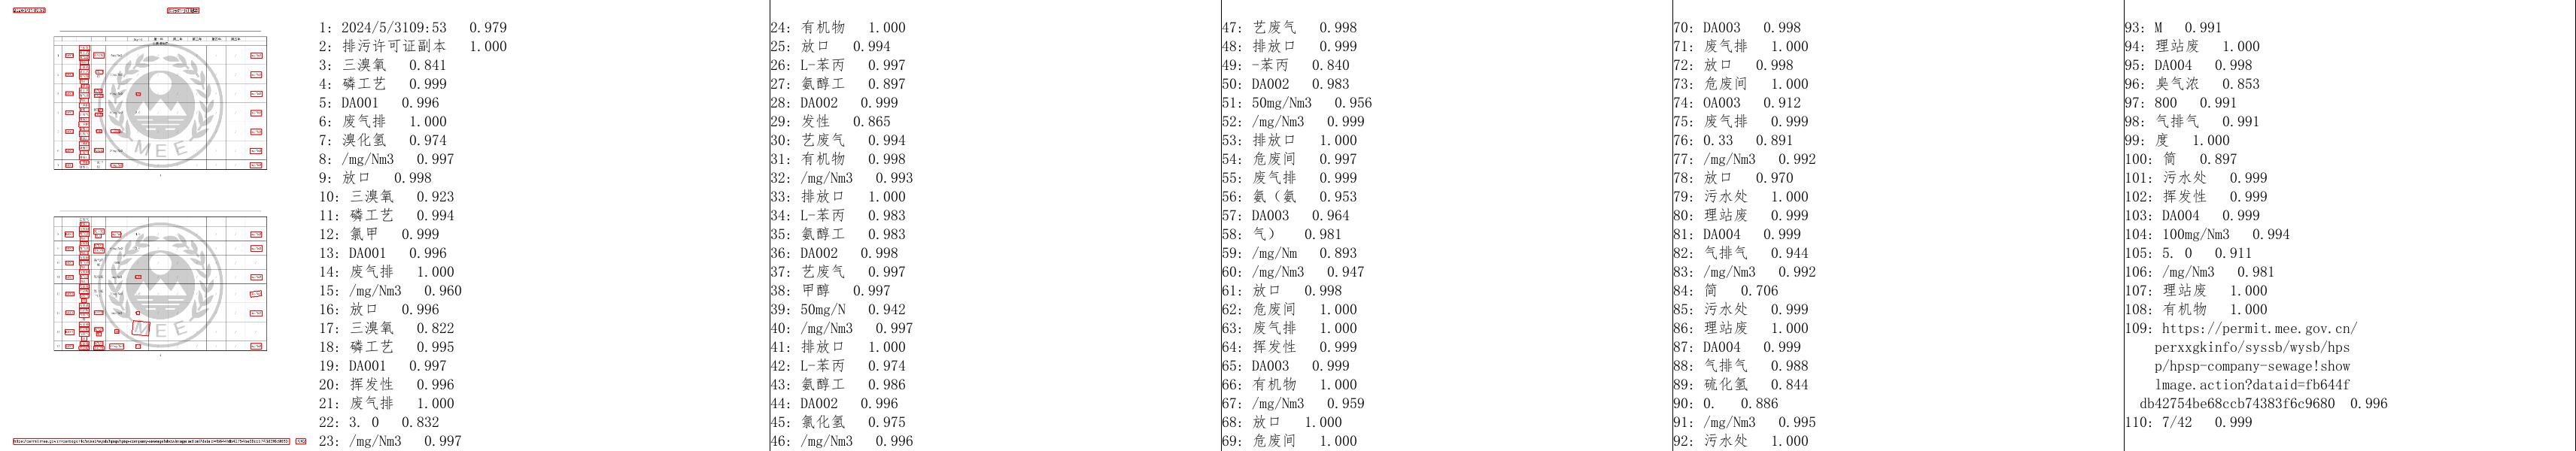 1: 2024/5/3109:53 0.979
2: 排污许可证副本 1.000
3: 三溴氧 0.841
4: 磷工艺 0.999
5: DA001 0.996
6: 废气排 1.000
7: 溴化氢 0.974
8: /mg/Nm3 0.997
9: 放口 0.998
10: 三溴氧 0.923
11: 磷工艺 0.994
12: 氯甲 0.999
13: DA001 0.996
14: 废气排 1.000
15: /mg/Nm3 0.960
16: 放口 0.996
17: 三溴氧 0.822
18: 磷工艺 0.995
19: DA001 0.997
20: 挥发性 0.996
21: 废气排 1.000
22: 3. 0 0.832
23: /mg/Nm3 0.997
24: 有机物 1.000
25: 放口 0.994
26: L-苯丙 0.997
27: 氨醇工 0.897
28: DA002 0.999
29: 发性 0.865
30: 艺废气 0.994
31: 有机物 0.998
32: /mg/Nm3 0.993
33: 排放口 1.000
34: L-苯丙 0.983
35: 氨醇工 0.983
36: DA002 0.998
37: 艺废气 0.997
38: 甲醇 0.997
39: 50mg/N 0.942
40: /mg/Nm3 0.997
41: 排放口 1.000
42: L-苯丙 0.974
43: 氨醇工 0.986
44: DA002 0.996
45: 氯化氢 0.975
46: /mg/Nm3 0.996
47: 艺废气 0.998
48: 排放口 0.999
49: -苯丙 0.840
50: DA002 0.983
51: 50mg/Nm3 0.956
52: /mg/Nm3 0.999
53: 排放口 1.000
54: 危废间 0.997
55: 废气排 0.999
56: 氨（氨 0.953
57: DA003 0.964
58: 气） 0.981
59: /mg/Nm 0.893
60: /mg/Nm3 0.947
61: 放口 0.998
62: 危废间 1.000
63: 废气排 1.000
64: 挥发性 0.999
65: DA003 0.999
66: 有机物 1.000
67: /mg/Nm3 0.959
68: 放口 1.000
69: 危废间 1.000
70: DA003 0.998
71: 废气排 1.000
72: 放口 0.998
73: 危废间 1.000
74: OA003 0.912
75: 废气排 0.999
76: 0.33 0.891
77: /mg/Nm3 0.992
78: 放口 0.970
79: 污水处 1.000
80: 理站废 0.999
81: DA004 0.999
82: 气排气 0.944
83: /mg/Nm3 0.992
84: 筒 0.706
85: 污水处 0.999
86: 理站废 1.000
87: DA004 0.999
88: 气排气 0.988
89: 硫化氢 0.844
90: 0. 0.886
91: /mg/Nm3 0.995
92: 污水处 1.000
93: M 0.991
94: 理站废 1.000
95: DA004 0.998
96: 臭气浓 0.853
97: 800 0.991
98: 气排气 0.991
99: 度 1.000
100: 筒 0.897
101: 污水处 0.999
102: 挥发性 0.999
103: DA004 0.999
104: 100mg/Nm3 0.994
105: 5. 0 0.911
106: /mg/Nm3 0.981
107: 理站废 1.000
108: 有机物 1.000
109: https://permit.mee.gov.cn/
perxxgkinfo/syssb/wysb/hps
p/hpsp-company-sewage!show
lmage.action?dataid=fb644f
db42754be68ccb74383f6c9680 0.996
110: 7/42 0.999
MEE
MEE